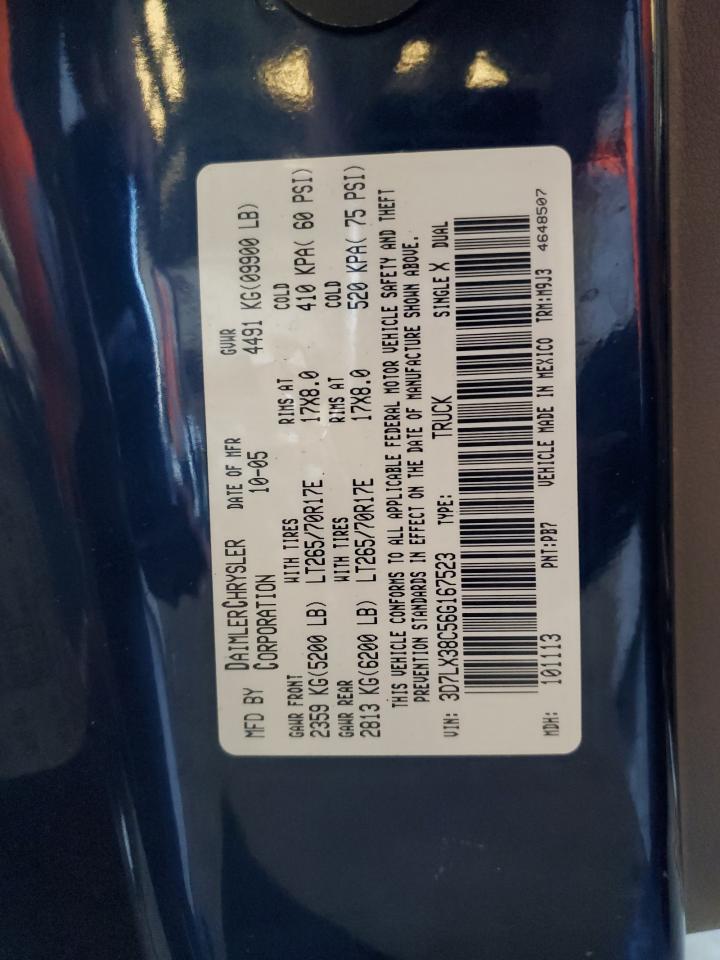 MFD BY DAIMLERCHRYSLER CORPORATION DATE OF MFR 10-05 GVWR 4491 KG(09900 LB)
GAWR FRONT WITH TIRES RIMS AT COLD
2359 KG(5200 LB) LT265/70R17E 17X8.0 410 KPA( 60 PSI)
GAWR REAR WITH TIRES RIMS AT COLD
2813 KG(6200 LB) LT265/70R17E 17X8.0 520 KPA( 75 PSI)
THIS VEHICLE CONFORMS TO ALL APPLICABLE FEDERAL MOTOR VEHICLE SAFETY AND THEFT
PREVENTION STANDARDS IN EFFECT ON THE DATE OF MANUFACTURE SHOWN ABOVE.
VIN: 3D7LX38C56G167523 TYPE: TRUCK SINGLE X DUAL
MDH: 101113 PNT:PB7 VEHICLE MADE IN MEXICO TRM:M9J3 4648507